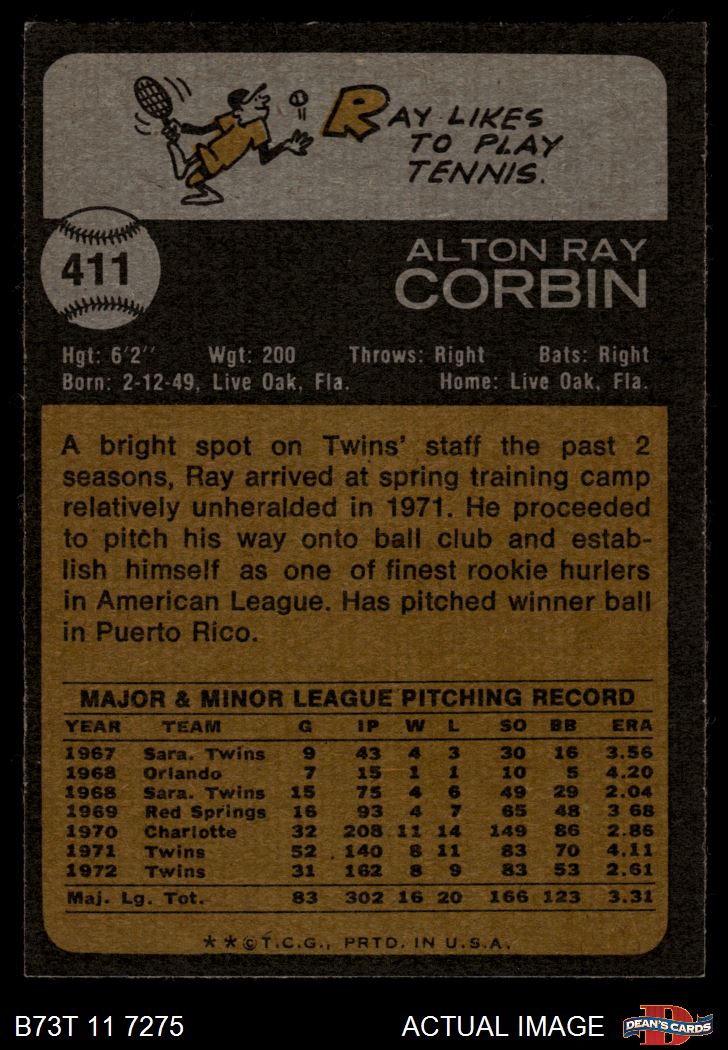 RAY LIKES
TO PLAY
TENNIS.
411
ALTON RAY
CORBIN
Hgt: 6'2" Wgt: 200 Throws: Right Bats: Right
Born: 2-12-49, Live Oak, Fla. Home: Live Oak, Fla.
A bright spot on Twins' staff the past 2
seasons, Ray arrived at spring training camp
relatively unheralded in 1971. He proceeded
to pitch his way onto ball club and estab-
lish himself as one of finest rookie hurlers
in American League. Has pitched winner ball
in Puerto Rico.
MAJOR & MINOR LEAGUE PITCHING RECORD
YEAR TEAM G IP W L SO BB ERA
1967 Sara. Twins 9 43 4 3 30 16 3.56
1968 Orlando 7 15 1 1 10 5 4.20
1968 Sara. Twins 15 75 4 6 49 29 2.04
1969 Red Springs 16 93 4 7 65 48 3 68
1970 Charlotte 32 208 11 14 149 86 2.86
1971 Twins 52 140 8 11 83 70 4.11
1972 Twins 31 162 8 9 83 53 2.61
Maj. Lg. Tot. 83 302 16 20 166 123 3.31
**©T.C.G., PRTD. IN U.S.A.
B73T 11 7275 ACTUAL IMAGE D DEAN'S CARDS